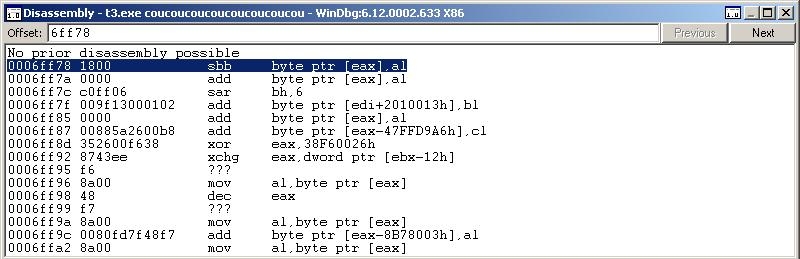 Disassembly - t3.exe coucoucoucoucoucoucoucou - WinDbg:6.12.0002.633 X86
Offset: 6ff78 Previous Next
No prior disassembly possible
0006ff78 1800 sbb byte ptr [eax],al
0006ff7a 0000 add byte ptr [eax],al
0006ff7c c0ff06 sar bh,6
0006ff7f 009f13000102 add byte ptr [edi+2010013h],bl
0006ff85 0000 add byte ptr [eax],al
0006ff87 00885a2600b8 add byte ptr [eax-47FFD9A6h],cl
0006ff8d 352600f638 xor eax,38F60026h
0006ff92 8743ee xchg eax,dword ptr [ebx-12h]
0006ff95 f6 ???
0006ff96 8a00 mov al,byte ptr [eax]
0006ff98 48 dec eax
0006ff99 f7 ???
0006ff9a 8a00 mov al,byte ptr [eax]
0006ff9c 0080fd7f48f7 add byte ptr [eax-8B78003h],al
0006ffa2 8a00 mov al,byte ptr [eax]